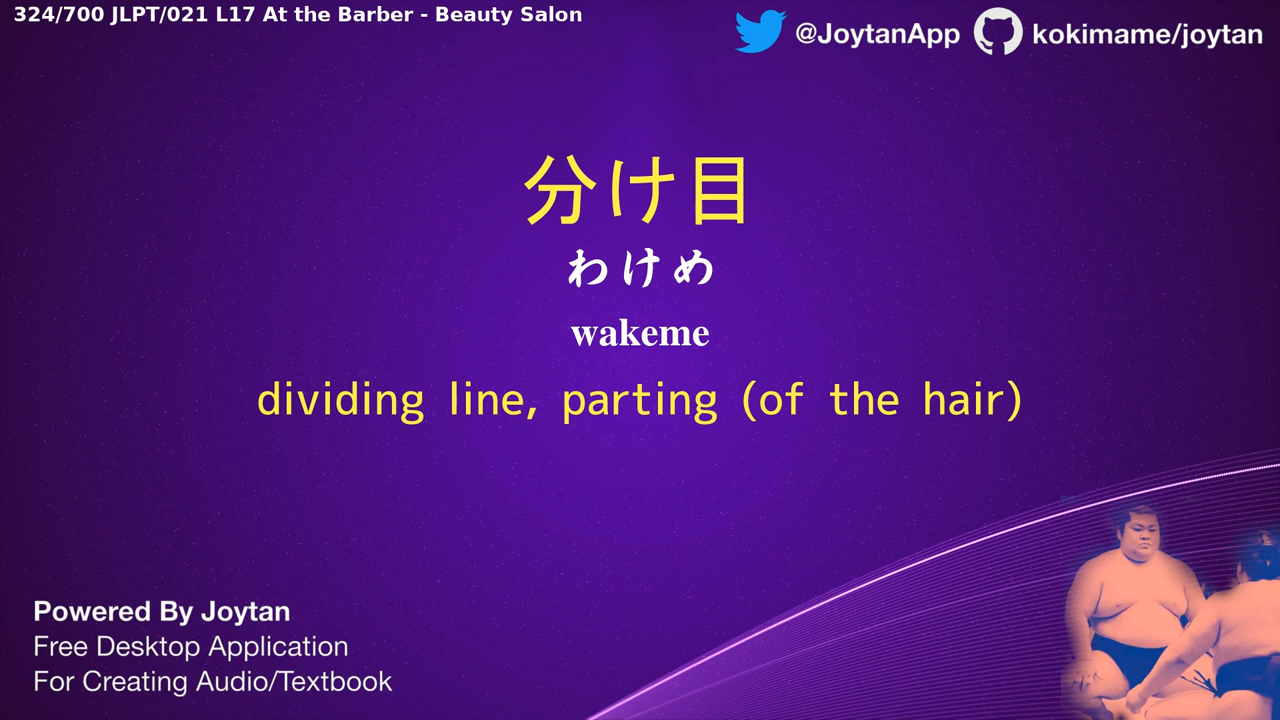 324/700 JLPT/021 L17 At the Barber - Beauty Salon
@JoytanApp kokimame/joytan
分け目
わけめ
wakeme
dividing line, parting (of the hair)
Powered By Joytan
Free Desktop Application
For Creating Audio/Textbook